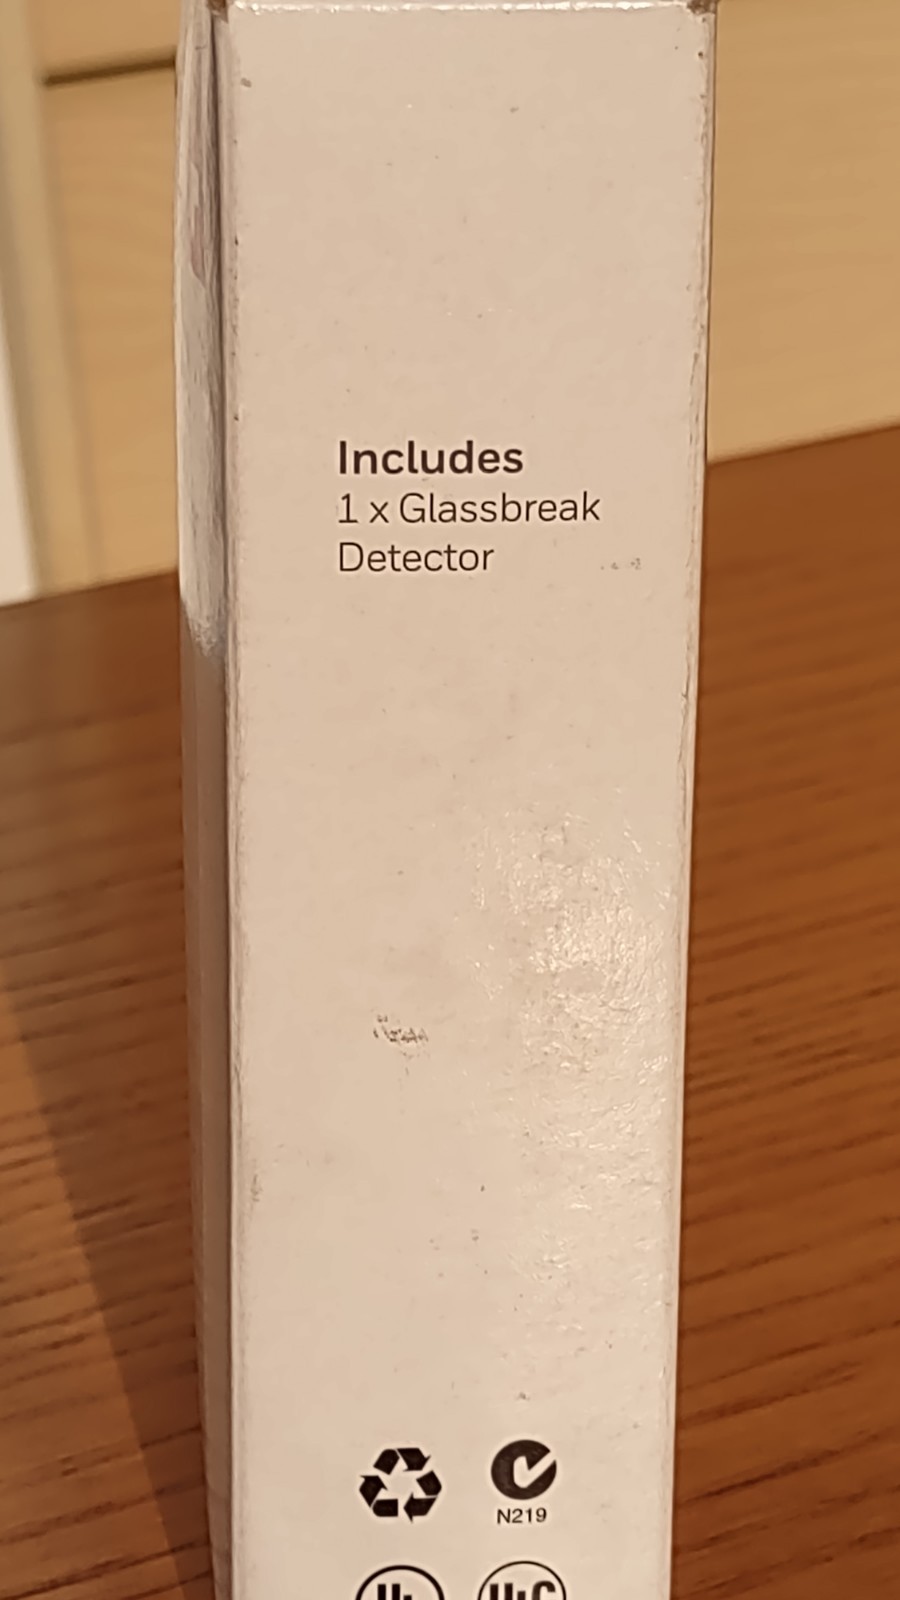 Includes
1 x Glassbreak
Detector
N219